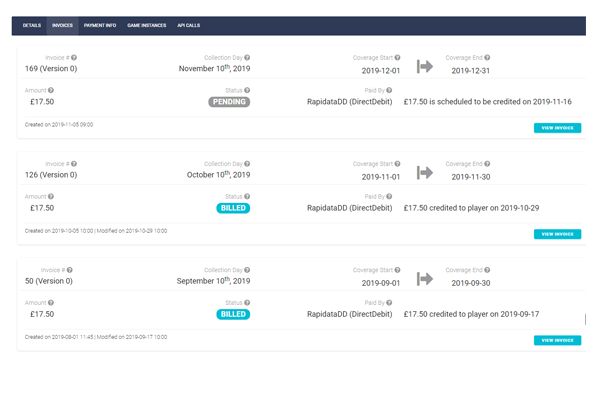 DETAILS INVOICES PAYMENT INFO GAME INSTANCES API CALLS
Invoice # Collection Day Coverage Start Coverage End
169 (Version 0) November 10th, 2019 2019-12-01 2019-12-31
Amount Status Paid By
£17.50 PENDING RapidataDD (DirectDebit) £17.50 is scheduled to be credited on 2019-11-16
Created on 2019-11-05 09:00 VIEW INVOICE
Invoice # Collection Day Coverage Start Coverage End
126 (Version 0) October 10th, 2019 2019-11-01 2019-11-30
Amount Status Paid By
£17.50 BILLED RapidataDD (DirectDebit) £17.50 credited to player on 2019-10-29
Created on 2019-10-05 10:00 | Modified on 2019-10-29 10:00 VIEW INVOICE
Invoice # Collection Day Coverage Start Coverage End
50 (Version 0) September 10th, 2019 2019-09-01 2019-09-30
Amount Status Paid By
£17.50 BILLED RapidataDD (DirectDebit) £17.50 credited to player on 2019-09-17
Created on 2019-08-01 11:45 | Modified on 2019-09-17 10:00 VIEW INVOICE